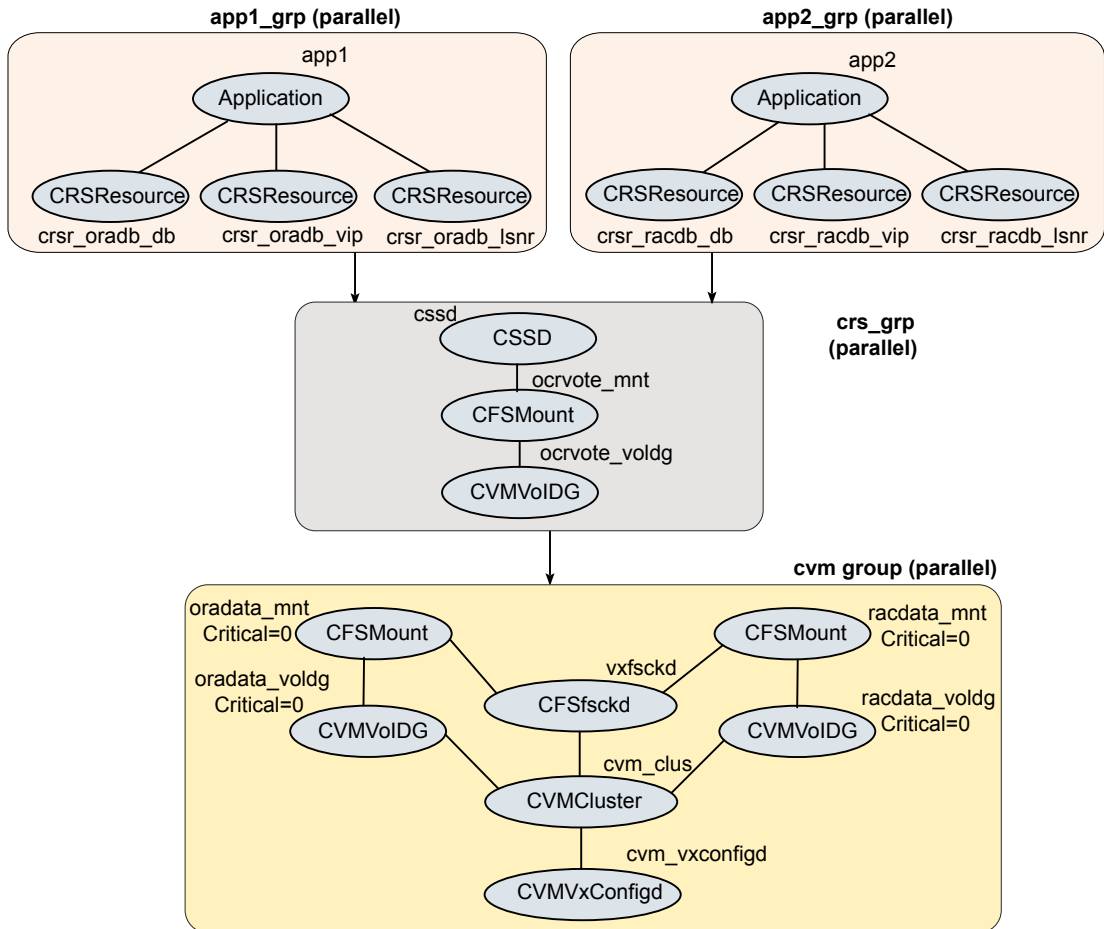 app1_grp (parallel)
app2_grp (parallel)
app1
Application
CRSResource
CRSResource
CRSResource
crsr_oradb_db
crsr_oradb_vip
crsr_oradb_lsnr
app2
Application
CRSResource
CRSResource
CRSResource
crsr_racdb_db
crsr_racdb_vip
crsr_racdb_lsnr
crs_grp
(parallel)
cssd
CSSD
ocrvote_mnt
CFSMount
ocrvote_voldg
CVMVolDG
cvm group (parallel)
oradata_mnt
Critical=0
CFSMount
oradata_voldg
Critical=0
CVMVolDG
vxfsckd
CFSfsckd
CFSMount
racdata_mnt
Critical=0
racdata_voldg
Critical=0
CVMVolDG
cvm_clus
CVMCluster
cvm_vxconfigd
CVMVxConfigd